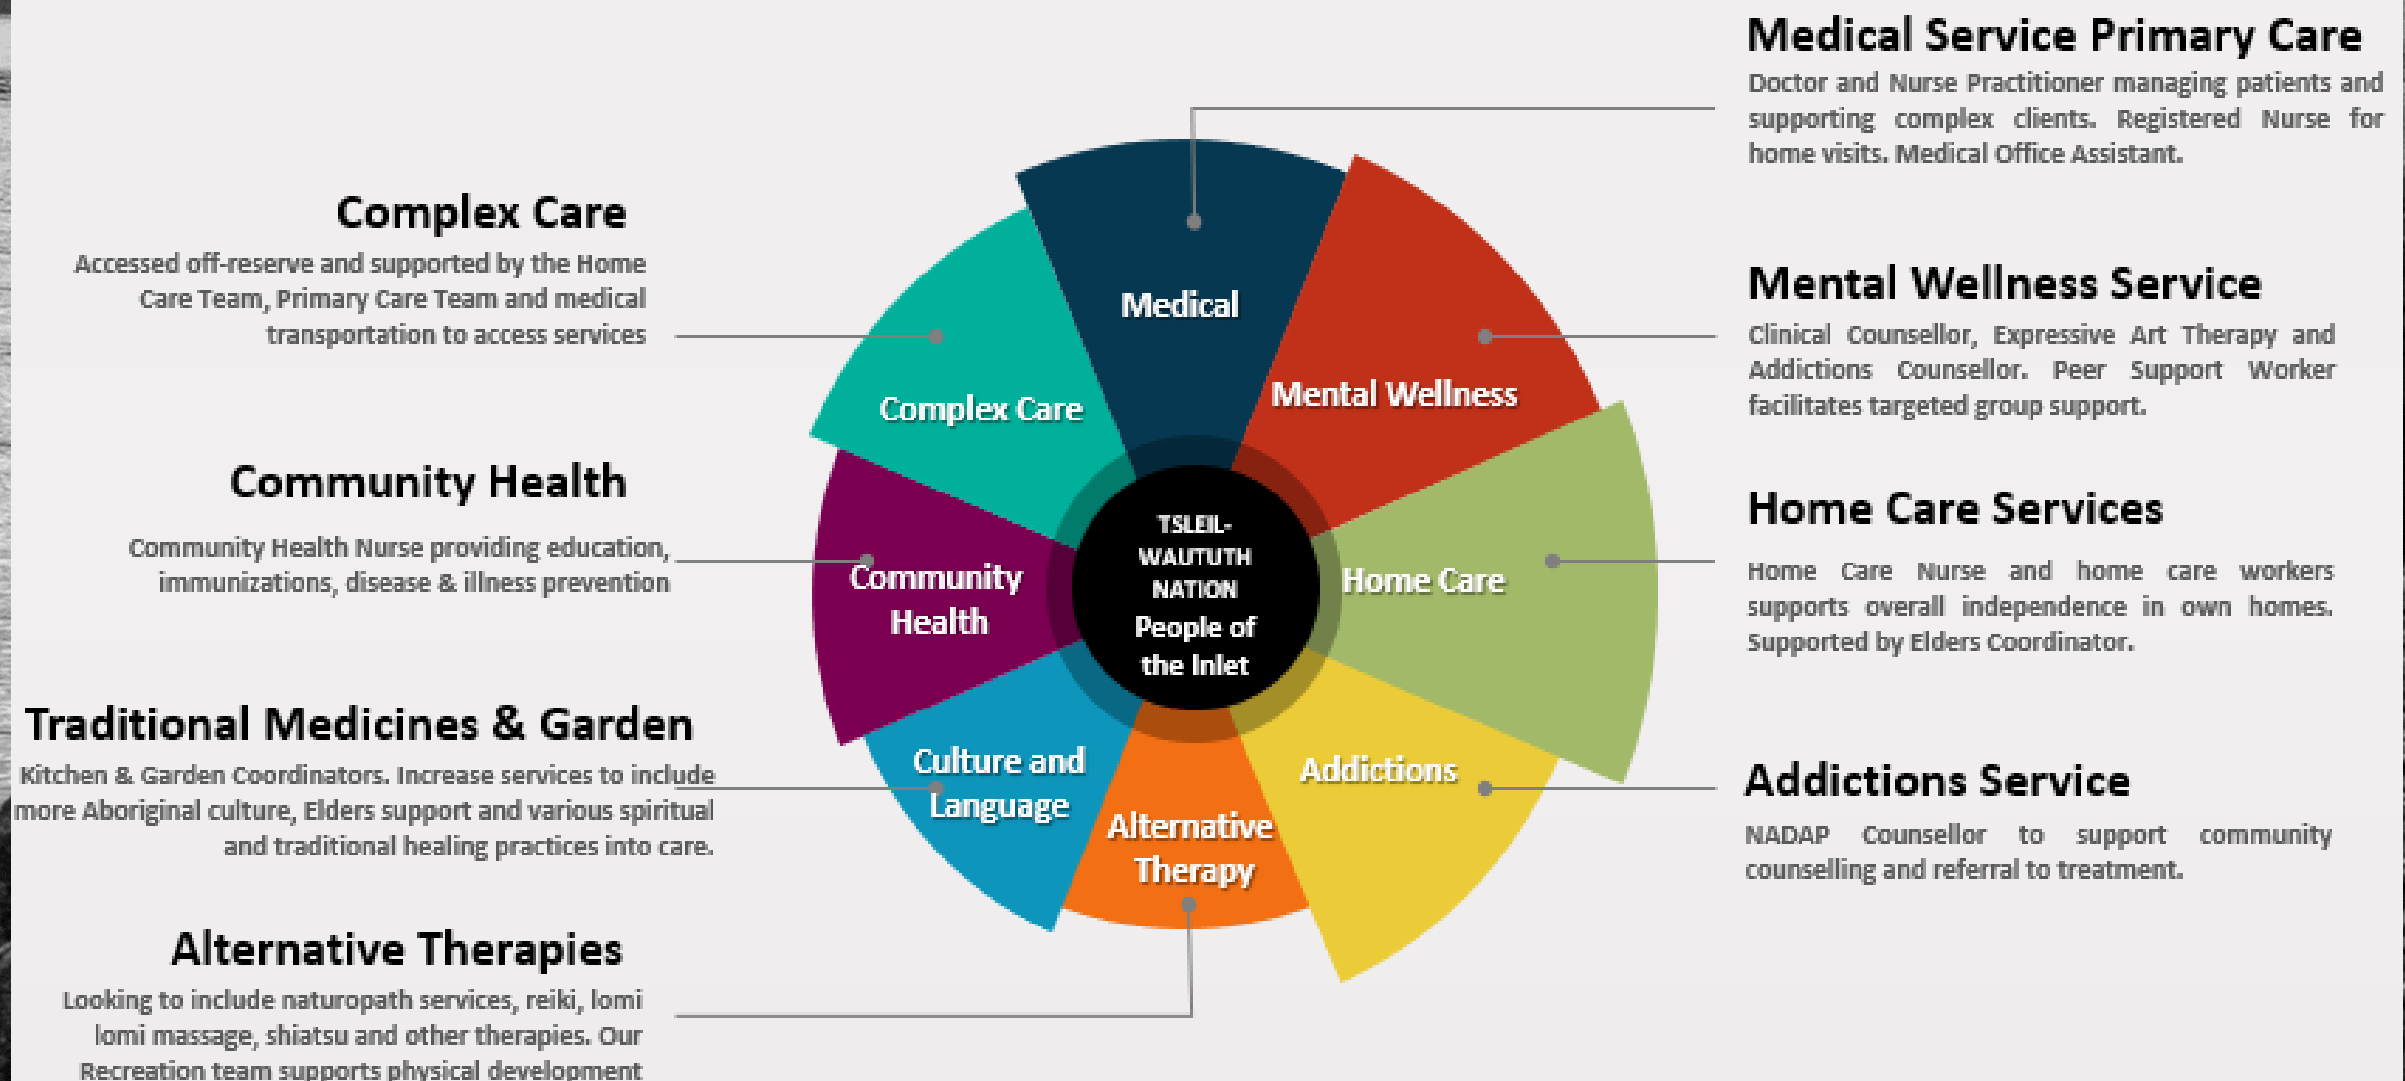 Medical Service Primary Care
Doctor and Nurse Practitioner managing patients and
supporting complex clients. Registered Nurse for
home visits. Medical Office Assistant.
Mental Wellness Service
Clinical Counsellor, Expressive Art Therapy and
Addictions Counsellor. Peer Support Worker
facilitates targeted group support.
Home Care Services
Home Care Nurse and home care workers
supports overall independence in own homes.
Supported by Elders Coordinator.
Addictions Service
NADAP Counsellor to support community
counselling and referral to treatment.
Complex Care
Accessed off-reserve and supported by the Home
Care Team, Primary Care Team and medical
transportation to access services
Community Health
Community Health Nurse providing education,
immunizations, disease & illness prevention
Traditional Medicines & Garden
Kitchen & Garden Coordinators. Increase services to include
more Aboriginal culture, Elders support and various spiritual
and traditional healing practices into care.
Alternative Therapies
Looking to include naturopath services, reiki, lomi
lomi massage, shiatsu and other therapies. Our
Recreation team supports physical development
Medical
Mental Wellness
Home Care
Addictions
Alternative
Therapy
Culture and
Language
Community
Health
Complex Care
TSLEIL-
WAUTUTH
NATION
People of
the Inlet